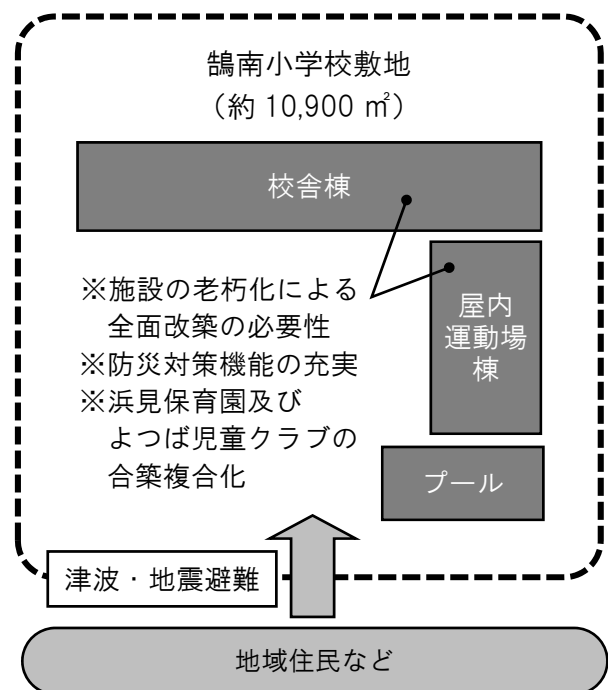 鵠南小学校敷地
（約 10,900 ㎡）
校舎棟
※施設の老朽化による
全面改築の必要性
※防災対策機能の充実
※浜見保育園及び
よつば児童クラブの
合築複合化
屋内
運動場
棟
プール
津波・地震避難
地域住民など